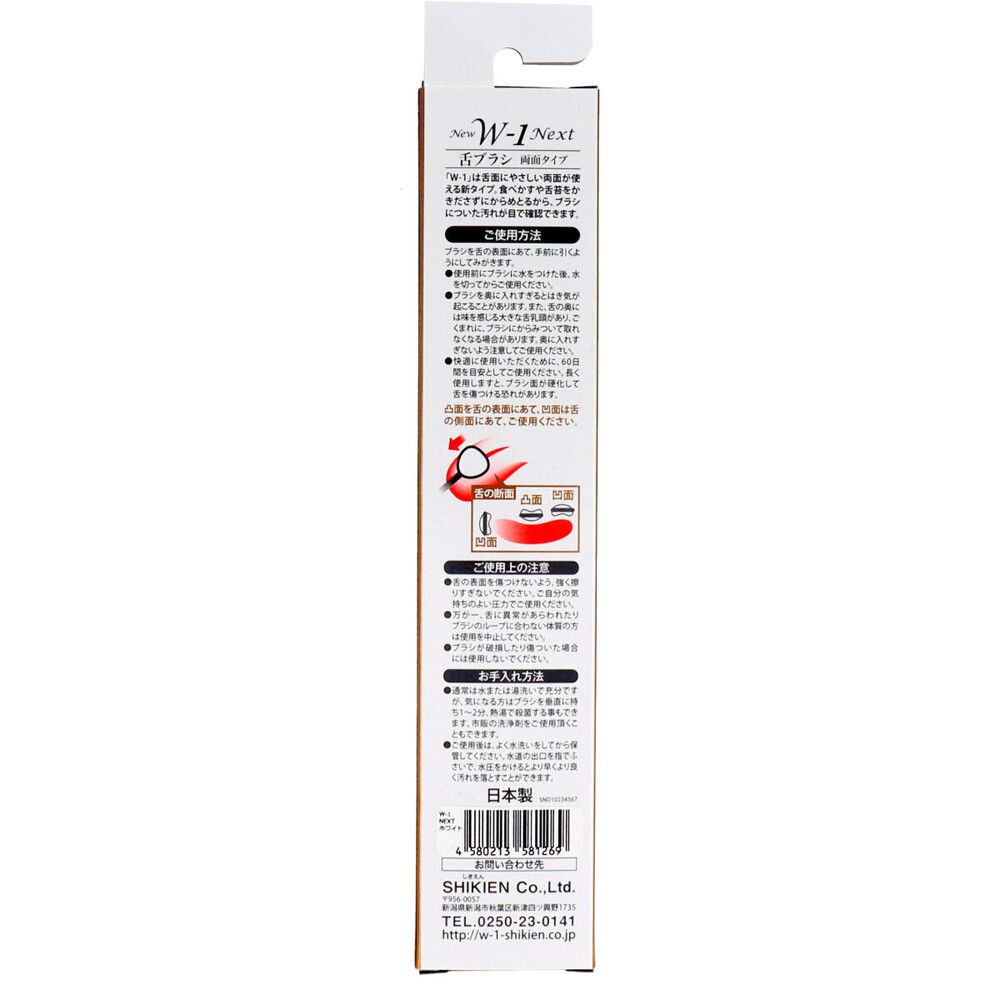 New W-1 Next
舌ブラシ 両面タイプ
「W-1」は舌面にやさしい両面が使
える新タイプ。食べかすや舌苔をか
きださずにからめとるから、ブラシ
についた汚れが目で確認できます。
ご使用方法
ブラシを舌の表面にあて、手前に引くよ
うにしてみがきます。
●使用前にブラシに水をつけた後、水
を切ってからご使用ください。
●ブラシを奥に入れすぎるとはき気が
起こることがあります。また、舌の奥に
は味を感じる大きな舌乳頭があり、ご
くまれに、ブラシにからみついて取れ
なくなる場合があります。奥に入れす
ぎないよう注意してご使用ください。
●快適に使用いただくために、60日
間を目安としてご使用ください。長く
使用しますと、ブラシ面が硬化して
舌を傷つける恐れがあります。
凸面を舌の表面にあて、凹面は舌
の側面にあて、ご使用ください。
舌の断面
凸面
凹面
凹面
ご使用上の注意
●舌の表面を傷つけないよう、強く擦
りすぎないでください。ご自分の気
持ちのよい圧力でご使用ください。
●万が一、舌に異常があらわれたり
ブラシのループに合わない体質の方
は使用を中止してください。
●ブラシが破損したり傷ついた場合
には使用しないでください。
お手入れ方法
●通常は水または湯洗いで充分です
が、気になる方はブラシを垂直に持
ち1〜2分、熱湯で殺菌する事もでき
ます。市販の洗浄剤をご使用頂くこ
ともできます。
●ご使用後は、よく水洗いをしてから保
管してください。水道の出口を指でふ
さいで、水圧をかけるとより早くより良
く汚れを落とすことができます。
日本製 SN010234567
W-1
NEXT
ホワイト
4 580213 581269
お問い合わせ先
しきえん
SHIKIEN Co.,Ltd.
〒956-0057
新潟県新潟市秋葉区新津四ツ興野1735
TEL.0250-23-0141
http://w-1-shikien.co.jp